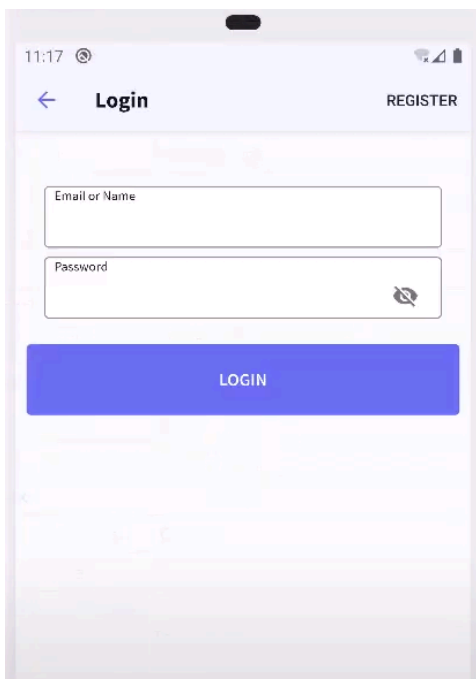 11:17
Login
REGISTER
Email or Name
Password
LOGIN